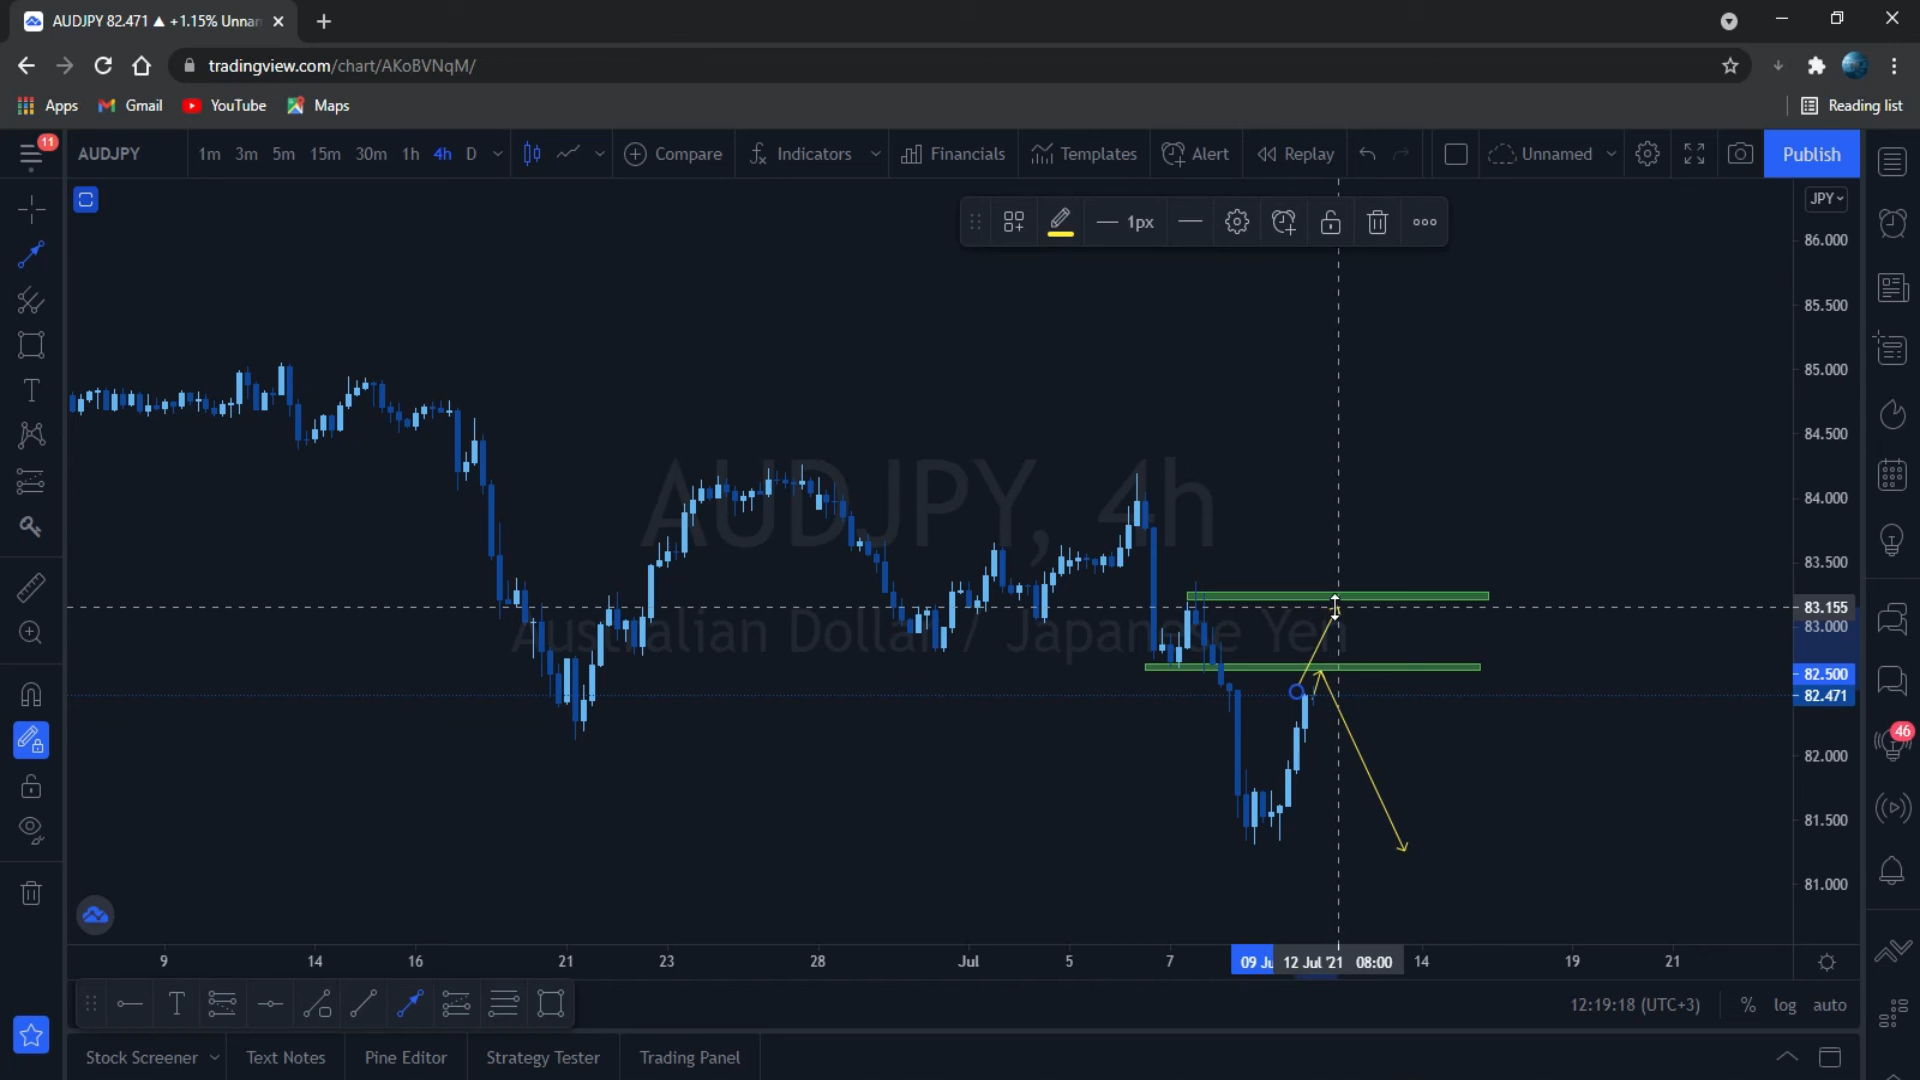 AUDJPY 82.471 ▲ +1.15% Unnam
tradingview.com/chart/AKoBVNqM/
Apps Gmail YouTube Maps Reading list
11
AUDJPY 1m 3m 5m 15m 30m 1h 4h D Compare Indicators Financials Templates Alert Replay Unnamed Publish
JPY
1px
86.000
85.500
85.000
84.500
84.000
83.500
83.155
83.000
82.500
82.471
82.000
81.500
81.000
AUDJPY, 4h
Australian Dollar / Japanese Yen
46
9 14 16 21 23 28 Jul 5 7 09 Ju 12 Jul '21 08:00 14 19 21
12:19:18 (UTC+3) % log auto
Stock Screener Text Notes Pine Editor Strategy Tester Trading Panel